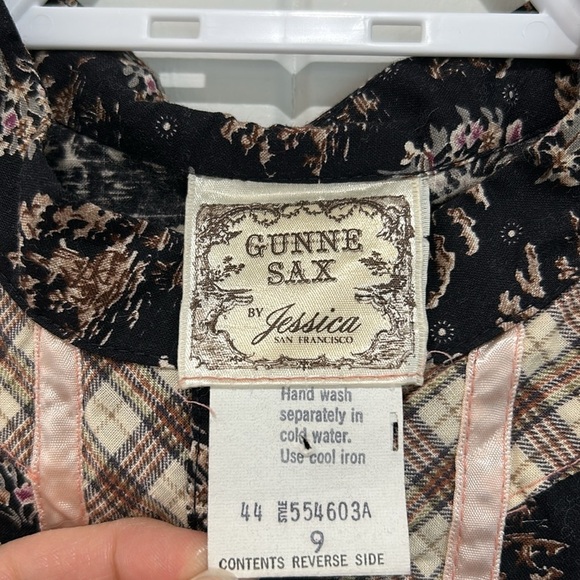 GUNNE
SAX
BY Jessica
SAN FRANCISCO
Hand wash
separately in
cold water.
Use cool iron
44 STYLE 554603A
9
CONTENTS REVERSE SIDE